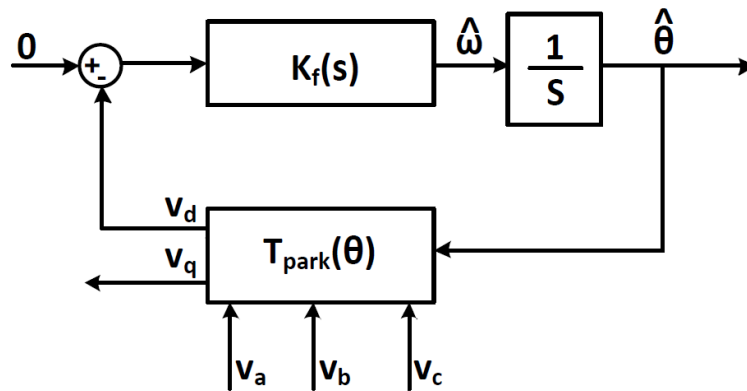 0
+
-
K_f(s)
ω̂
1
S
θ̂
v_d
v_q
T_park(θ)
v_a
v_b
v_c